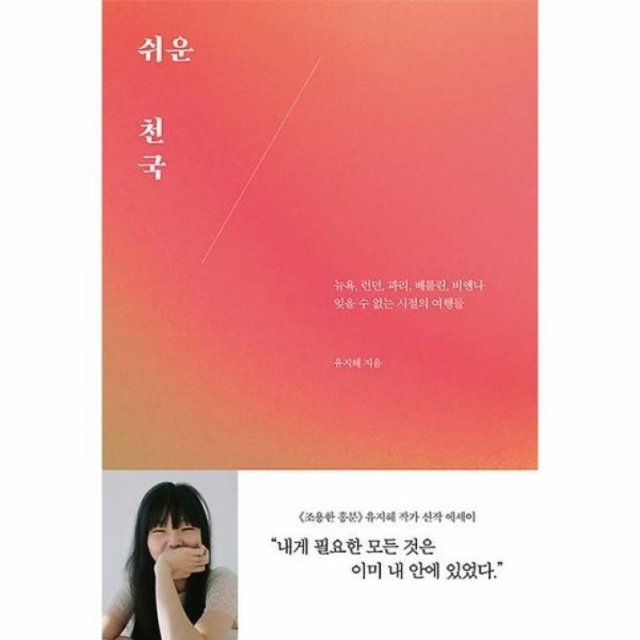 쉬운
천
국
뉴욕, 런던, 파리, 베를린, 비엔나
잊을 수 없는 시절의 여행들
유지혜 지음
《조용한 흥분》 유지혜 작가 신작 에세이
“내게 필요한 모든 것은
이미 내 안에 있었다.”